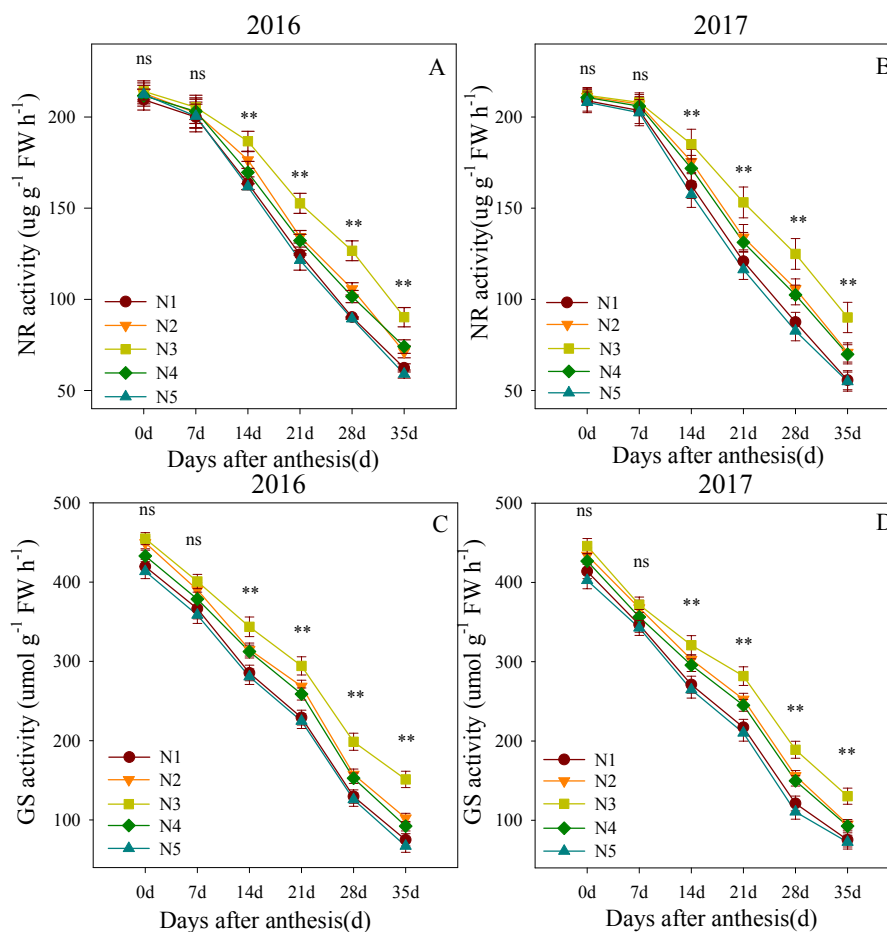 2016
2017
A
NR activity (ug g⁻¹ FW h⁻¹)
200
150
100
50
ns
ns
**
**
**
**
N1
N2
N3
N4
N5
0d 7d 14d 21d 28d 35d
Days after anthesis(d)
B
NR activity(ug g⁻¹ FW h⁻¹)
200
150
100
50
ns
ns
**
**
**
**
N1
N2
N3
N4
N5
0d 7d 14d 21d 28d 35d
Days after anthesis(d)
2016
2017
C
GS activity (umol g⁻¹ FW h⁻¹)
500
400
300
200
100
ns
ns
**
**
**
**
N1
N2
N3
N4
N5
0d 7d 14d 21d 28d 35d
Days after anthesis(d)
D
GS activity (umol g⁻¹ FW h⁻¹)
500
400
300
200
100
ns
ns
**
**
**
**
N1
N2
N3
N4
N5
0d 7d 14d 21d 28d 35d
Days after anthesis(d)